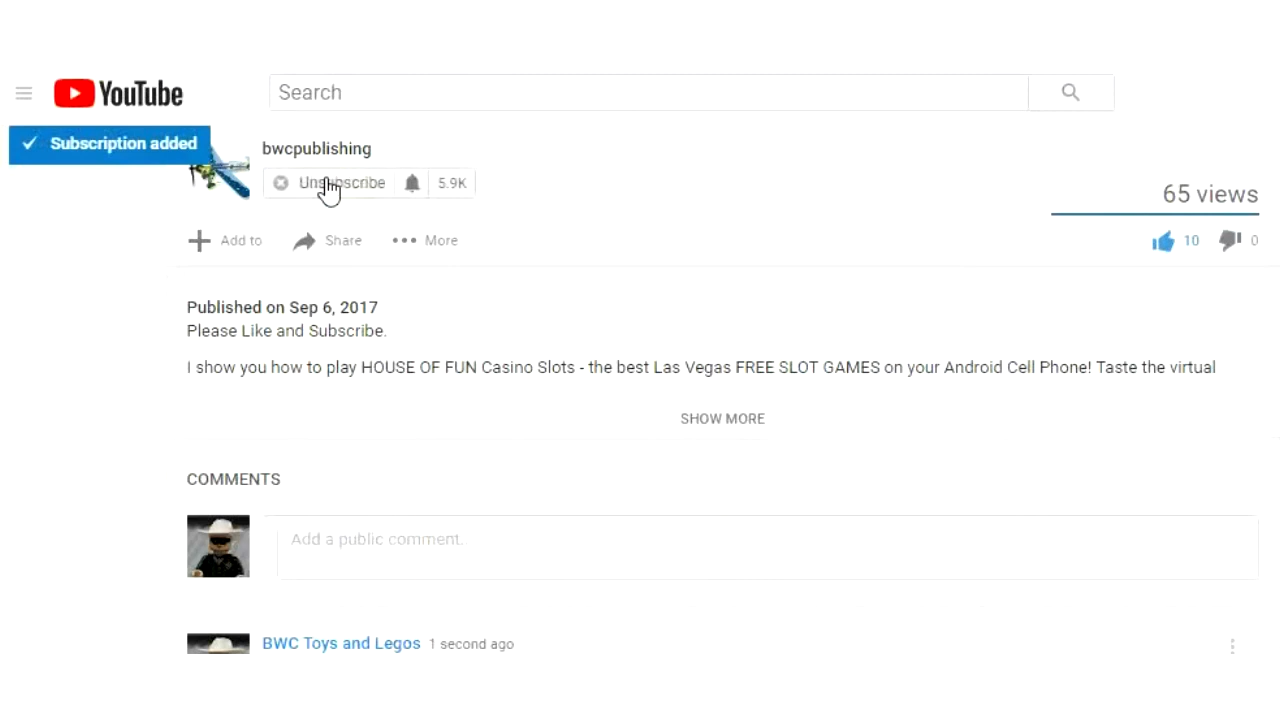 YouTube
Search
Subscription added
bwcpublishing
Unsubscribe 5.9K
65 views
Add to Share More
10 0
Published on Sep 6, 2017
Please Like and Subscribe.
I show you how to play HOUSE OF FUN Casino Slots - the best Las Vegas FREE SLOT GAMES on your Android Cell Phone! Taste the virtual
SHOW MORE
COMMENTS
Add a public comment.
BWC Toys and Legos 1 second ago